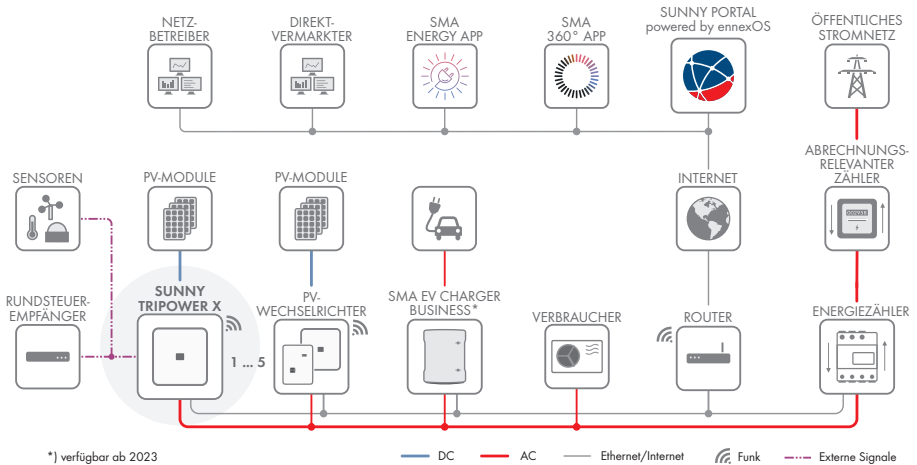 NETZ-
BETREIBER
DIREKT-
VERMARKTER
SMA
ENERGY APP
SMA
360° APP
SUNNY PORTAL
powered by ennexOS
ÖFFENTLICHES
STROMNETZ
SENSOREN
PV-MODULE
PV-MODULE
INTERNET
ABRECHNUNGS-
RELEVANTER
ZÄHLER
RUNDSTEUER-
EMPFÄNGER
SUNNY
TRIPOWER X
1 ... 5
PV-
WECHSELRICHTER
SMA EV CHARGER
BUSINESS*
VERBRAUCHER
ROUTER
ENERGIEZÄHLER
*) verfügbar ab 2023
DC
AC
Ethernet/Internet
Funk
Externe Signale